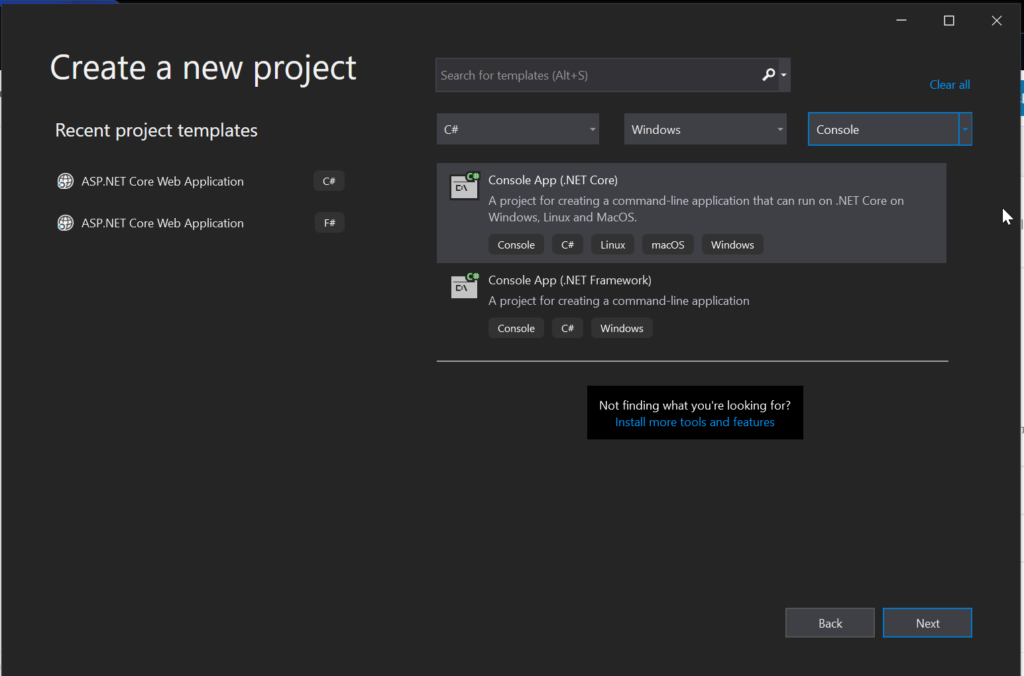 Create a new project
Recent project templates
ASP.NET Core Web Application C#
ASP.NET Core Web Application F#
Search for templates (Alt+S)
Clear all
C# Windows Console
C#
Console App (.NET Core)
A project for creating a command-line application that can run on .NET Core on
Windows, Linux and MacOS.
Console C# Linux macOS Windows
C#
Console App (.NET Framework)
A project for creating a command-line application
Console C# Windows
Not finding what you're looking for?
Install more tools and features
Back Next